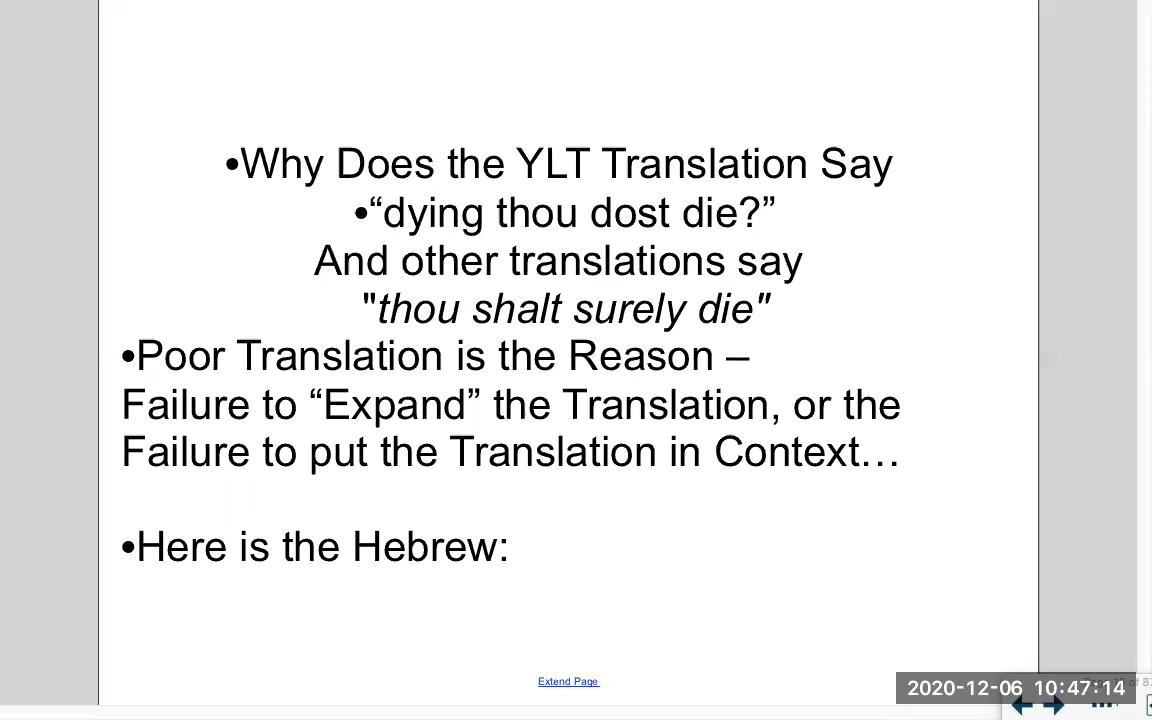 •Why Does the YLT Translation Say
•“dying thou dost die?”
And other translations say
"thou shalt surely die"
•Poor Translation is the Reason –
Failure to “Expand” the Translation, or the
Failure to put the Translation in Context…
•Here is the Hebrew:
Extend Page
2020-12-06 10:47:14